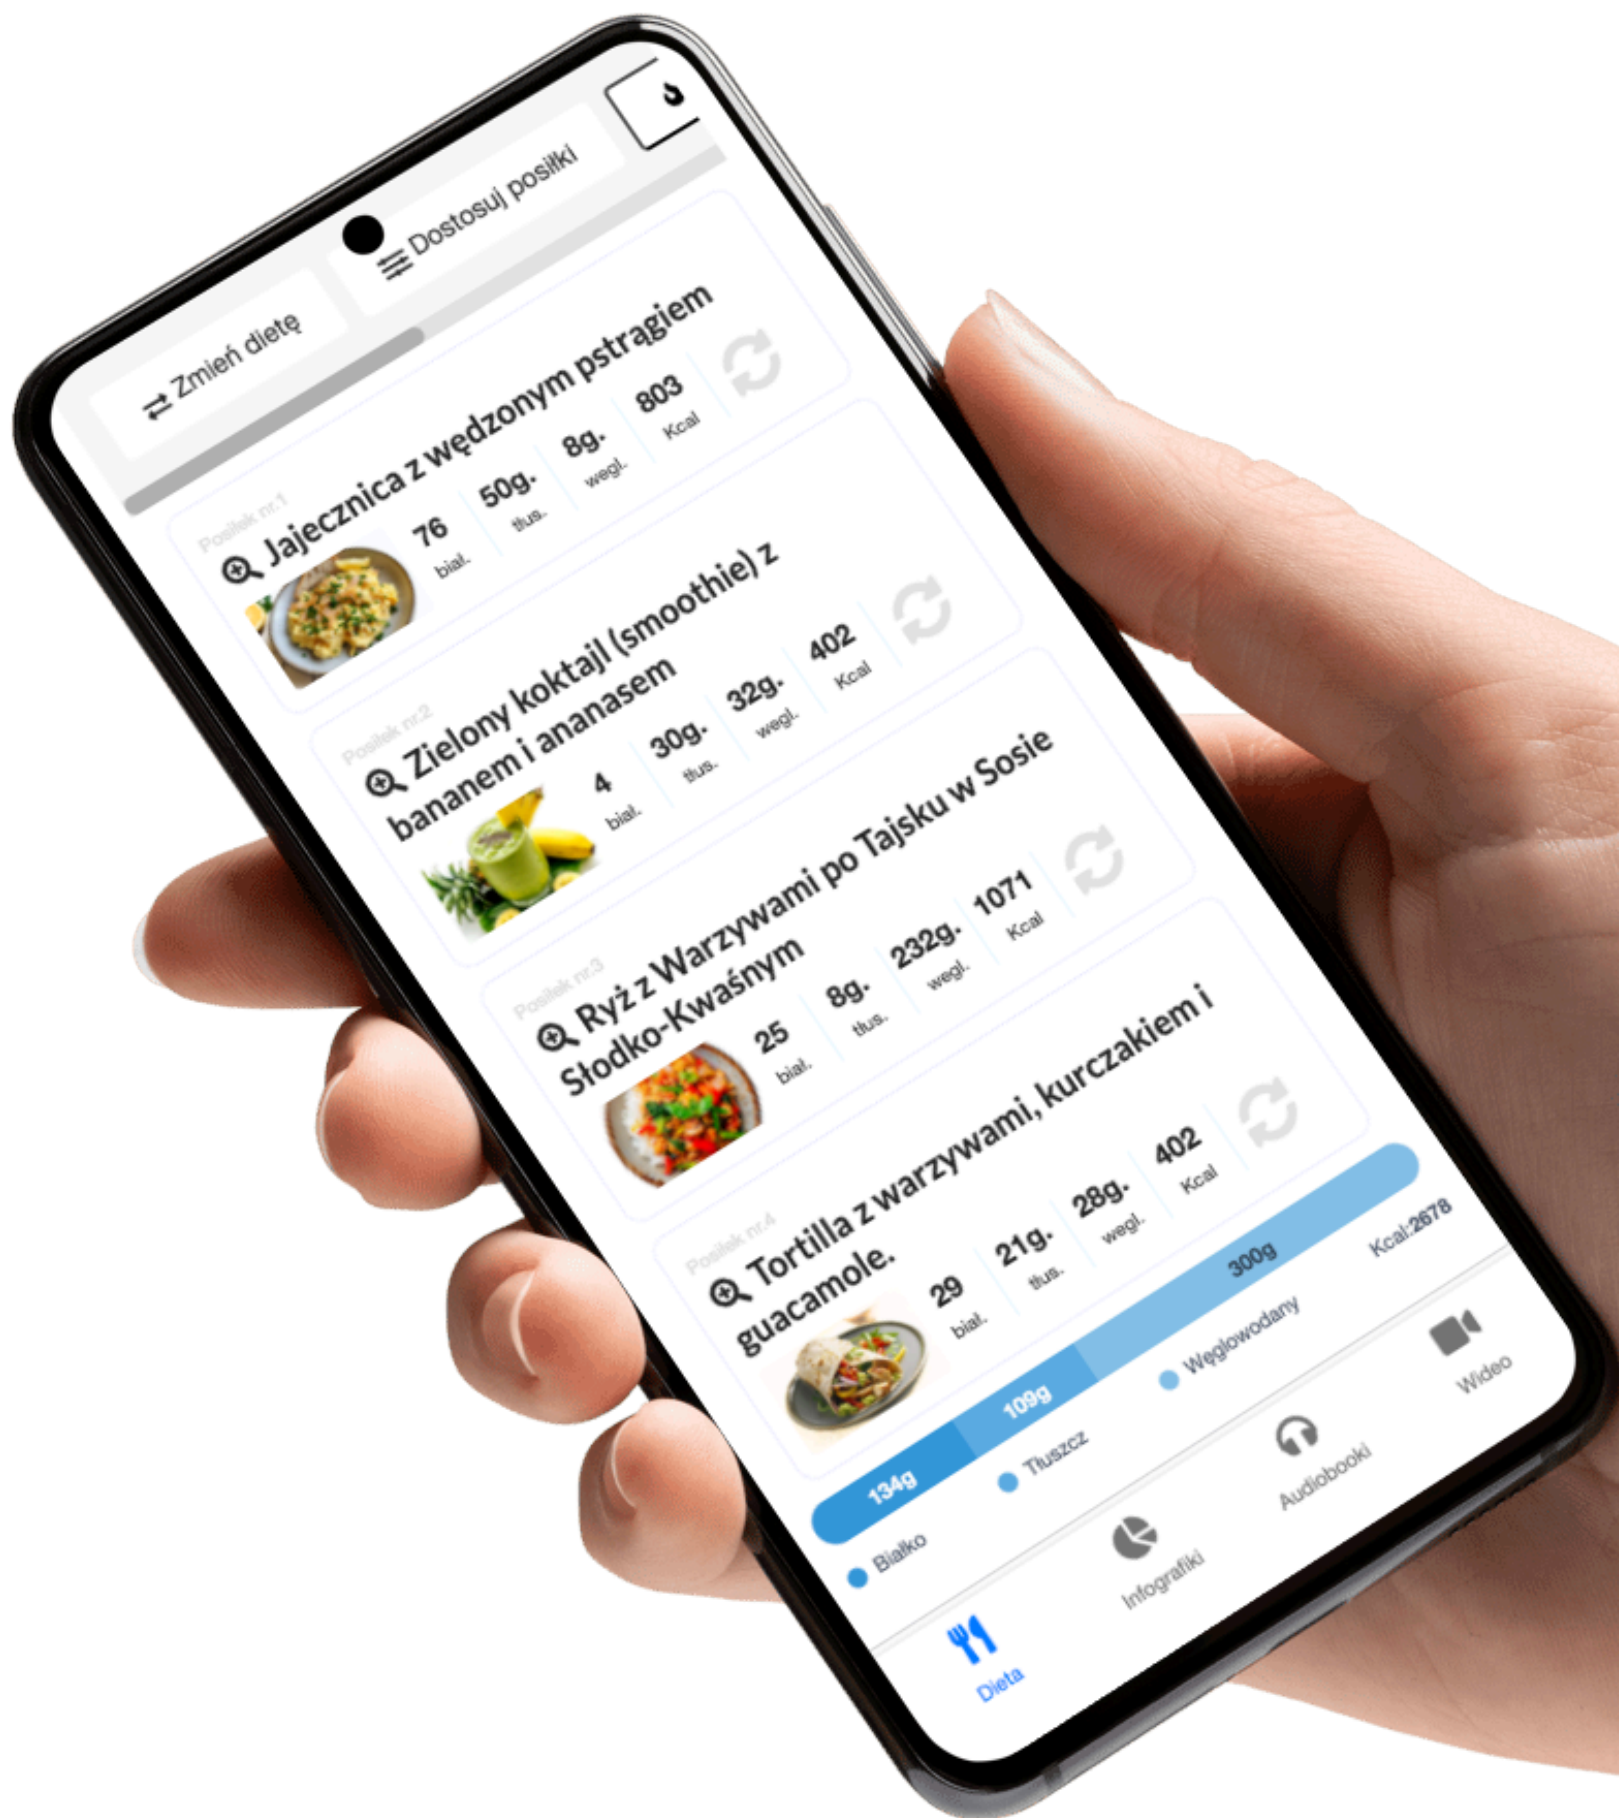 Zmień dietę
Dostosuj posiłki
Posiłek nr.1
Jajecznica z wędzonym pstrągiem
76
biał.
50g.
tłus.
8g.
węgl.
803
Kcal
Posiłek nr.2
Zielony koktajl (smoothie) z
bananem i ananasem
4
biał.
30g.
tłus.
32g.
węgl.
402
Kcal
Posiłek nr.3
Ryż z Warzywami po Tajsku w Sosie
Słodko-Kwaśnym
25
biał.
8g.
tłus.
232g.
węgl.
1071
Kcal
Posiłek nr.4
Tortilla z warzywami, kurczakiem i
guacamole.
29
biał.
21g.
tłus.
28g.
węgl.
402
Kcal
134g
109g
300g
Białko
Tłuszcz
Węglowodany
Kcal:2678
Dieta
Infografiki
Audiobooki
Wideo